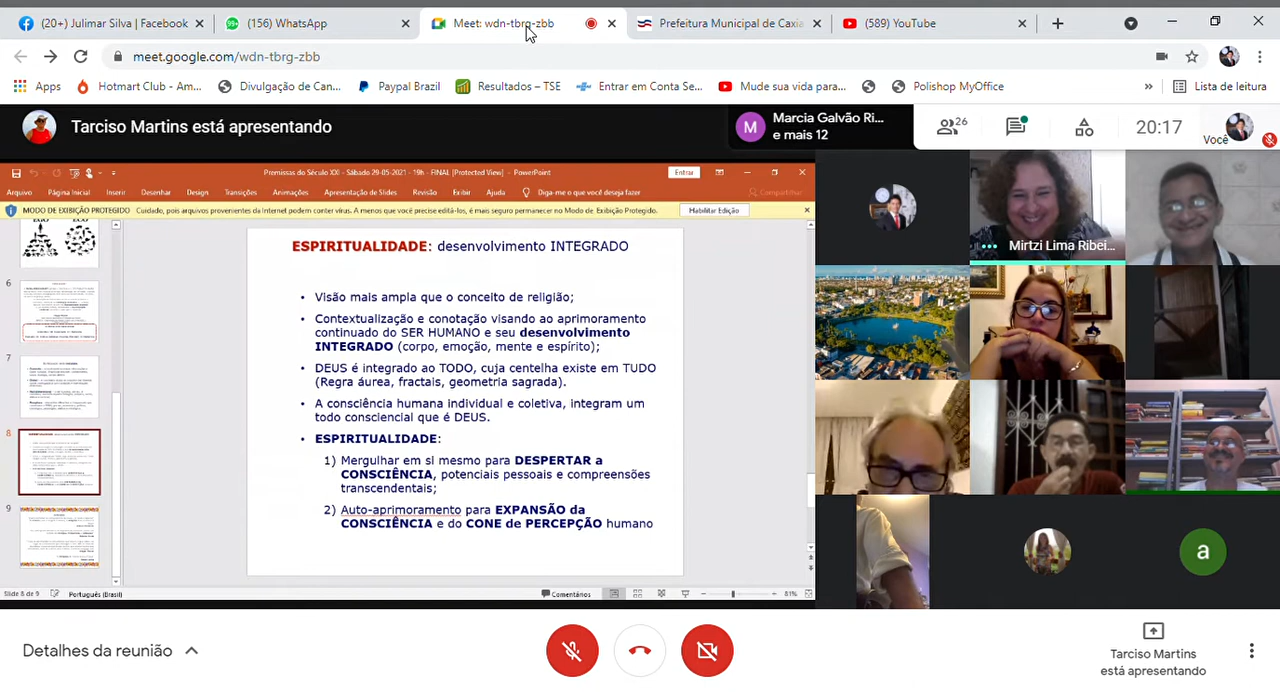 (20+) Julimar Silva | Facebook
(156) WhatsApp
99+
Meet: wdn-tbrg-zbb
Prefeitura Municipal de Caxia
(589) YouTube
meet.google.com/wdn-tbrg-zbb
Apps
Hotmart Club - Am...
Divulgação de Can...
Paypal Brazil
Resultados – TSE
Entrar em Conta Se...
Mude sua vida para...
Polishop MyOffice
»
Lista de leitura
Tarciso Martins está apresentando
M
Marcia Galvão Ri...
e mais 12
26
20:17
Você
Premissas do Século XXI - Sábado 29-05-2021 - 19h - FINAL [Protected View] - PowerPoint
Entrar
Arquivo
Página Inicial
Inserir
Desenhar
Design
Transições
Animações
Apresentação de Slides
Revisão
Exibir
Ajuda
Diga-me o que você deseja fazer
Compartilhar
MODO DE EXIBIÇÃO PROTEGIDO
Cuidado, pois arquivos provenientes da Internet podem conter vírus. A menos que você precise editá-los, é mais seguro permanecer no Modo de Exibição Protegido.
Habilitar Edição
6
7
8
9
ESPIRITUALIDADE: desenvolvimento INTEGRADO
• Visão mais ampla que o conceito de religião;
• Contextualizada na conotação quando ao aprimoramento
continuado do SER HUMANO e seu desenvolvimento
INTEGRADO (corpo, emoção, mente e espírito);
• DEUS é integrado ao TODO, cuja centelha existe em TUDO
(Regra áurea, fractais, geometria sagrada).
• A consciência humana individual e coletiva, integram um
todo consciencial que é DEUS.
• ESPIRITUALIDADE:
1) Mergulhar em si mesmo para DESPERTAR a
CONSCIÊNCIA, potenciais pessoais e compreensões
transcendentais;
2) Auto-aprimoramento para EXPANSÃO da
CONSCIÊNCIA e do CONE de PERCEPÇÃO humano
Mirtzi Lima Ribei...
a
Slide 8 de 9
Português (Brasil)
Comentários
81%
Detalhes da reunião
Tarciso Martins
está apresentando